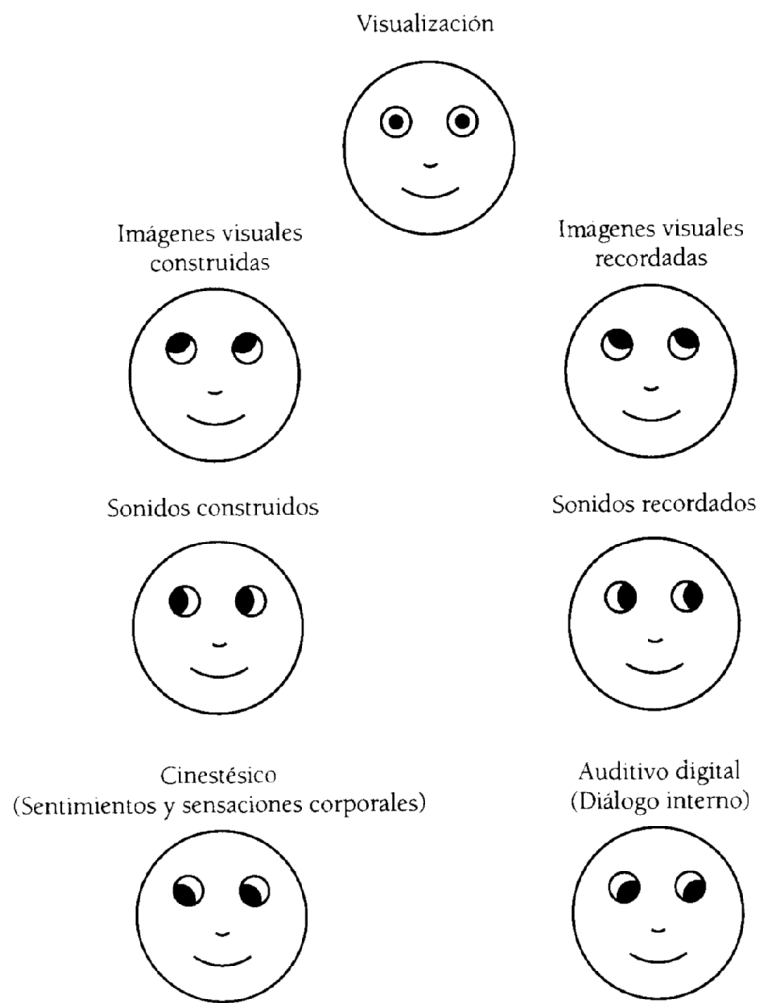 Visualización
Imágenes visuales
construidas
Imágenes visuales
recordadas
Sonidos construidos
Sonidos recordados
Cinestésico
(Sentimientos y sensaciones corporales)
Auditivo digital
(Diálogo interno)